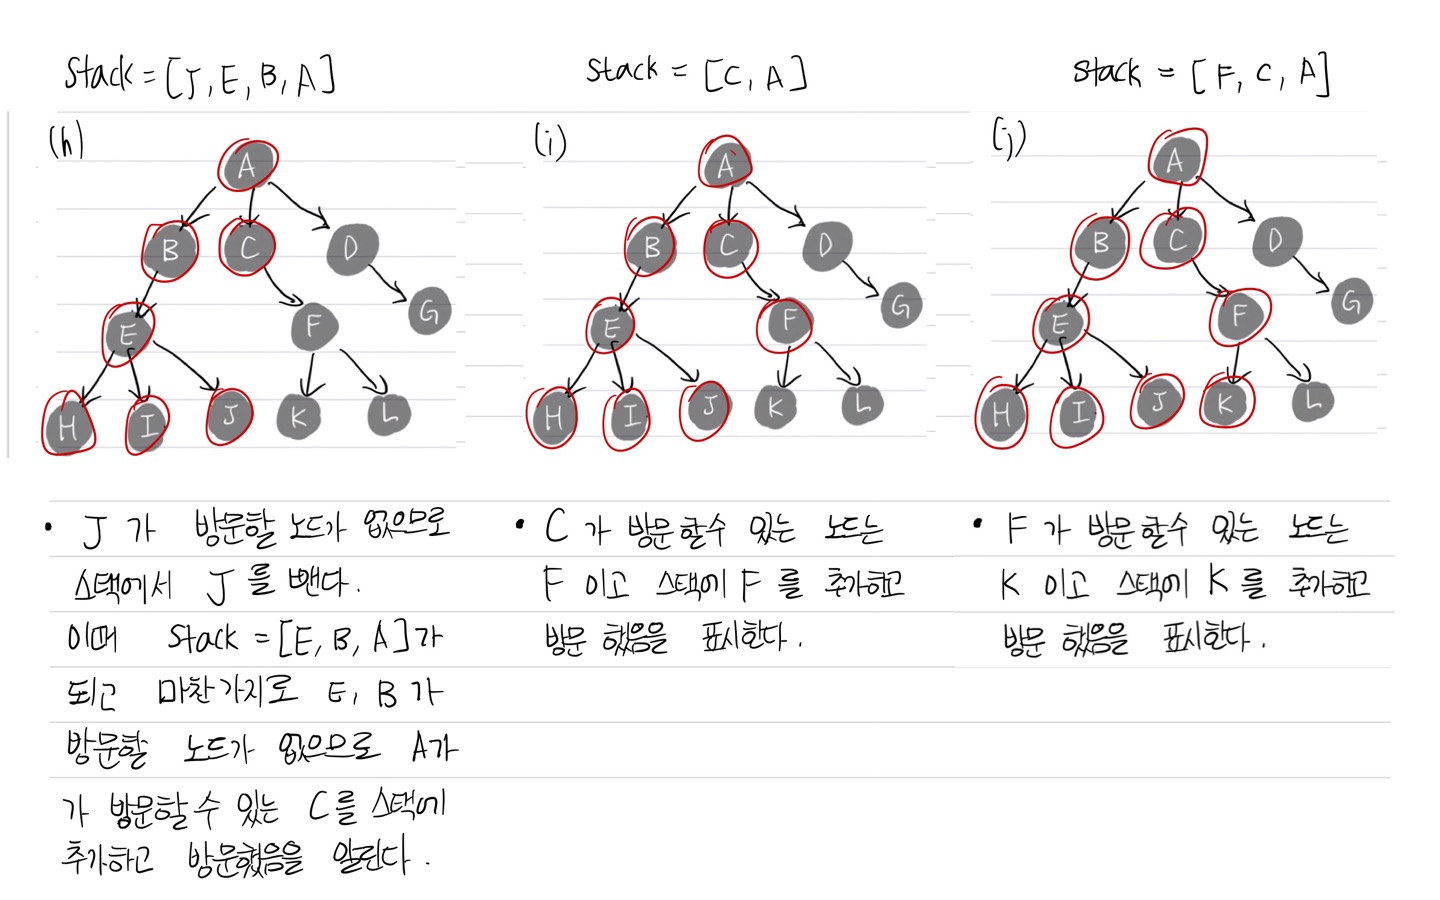 Stack = [J, E, B, A]
(h)
A
B C D
E F G
H I J K L
• J 가 방문할 노드가 없으므로
스택에서 J를 뺀다.
이때 Stack = [E, B, A]가
되고 마찬가지로 E, B가
방문할 노드가 없으므로 A가
가 방문할 수 있는 C를 스택에
추가하고 방문했음을 알린다.
Stack = [C, A]
(i)
A
B C D
E F G
H I J K L
• C가 방문 할수 있는 노드는
F 이고 스택에 F를 추가하고
방문 했음을 표시한다.
Stack = [F, C, A]
(j)
A
B C D
E F G
H I J K L
• F가 방문 할수 있는 노드는
K 이고 스택에 K를 추가하고
방문 했음을 표시한다.